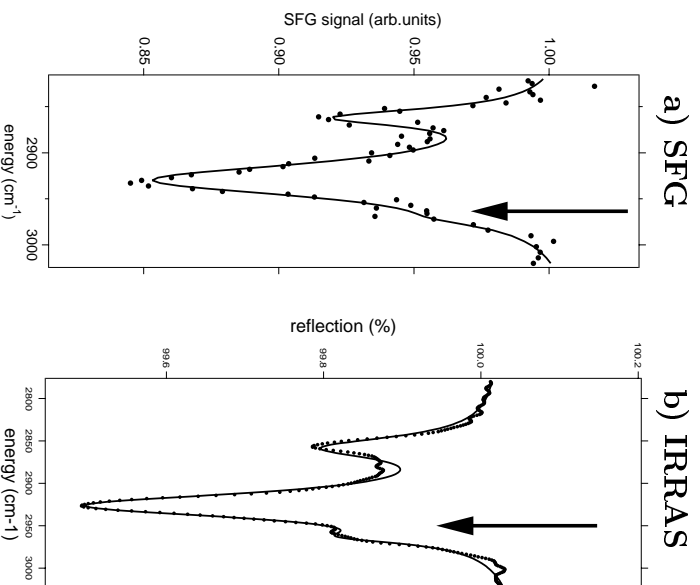 a) SFG
SFG signal (arb.units)
0.85
0.90
0.95
1.00
2900
3000
energy (cm-1)
b) IRRAS
reflection (%)
99.6
99.8
100.0
100.2
2800
2850
2900
2950
3000
energy (cm-1)